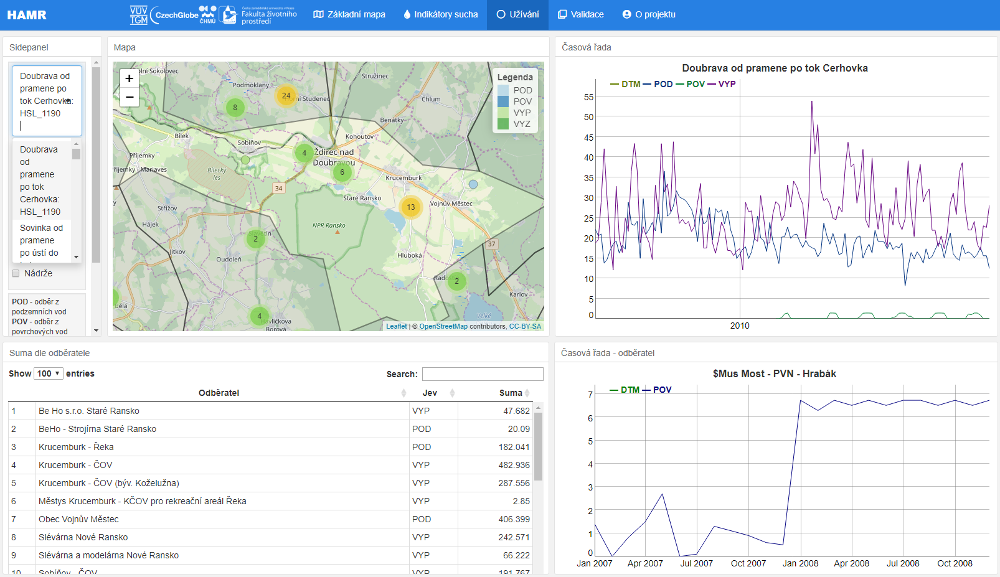 HAMR
VÚV
TGM
CzechGlobe
ČHMÚ
Česká zemědělská univerzita v Praze
Fakulta životního
prostředí
Základní mapa
Indikátory sucha
Užívání
Validace
O projektu
Sidepanel
Doubrava od
pramene po
tok Cerhovka:
HSL_1190
Doubrava
od
pramene
po tok
Cerhovka:
HSL_1190
Sovinka od
pramene
po ústí do
Nádrže
POD - odběr z
podzemních vod
POV - odběr z
povrchových vod
Mapa
+
−
olní Sokolovec
Stružinec
Podmoklany
24
orní Studenec
8
Chlum
Benátky
Bílek
Sobíňov
Kohoutov
4
Ždírec nad
Doubravou
Příjemky
Příjemky - Mariaves
Bílecký
les
6
Krucemburk
34
Staré Ransko
13
Vojnův Městec
Střížov
Hájek
NPR Ransko
Slavětín
2
37
Jitkov
Oudoleň
Hluboká
Rados
2
Karlov
Bělá
4
Havlíčkova
Borová
Velké
Legenda
POD
POV
VYP
VYZ
Leaflet | © OpenStreetMap contributors, CC-BY-SA
Časová řada
Doubrava od pramene po tok Cerhovka
DTM POD POV VYP
55
50
45
40
35
30
25
20
15
10
5
0
2010
Suma dle odběratele
Show 100 entries
Search:
Odběratel Jev Suma
1 Be Ho s.r.o. Staré Ransko VYP 47.682
2 BeHo - Strojírna Staré Ransko POD 20.09
3 Krucemburk - Řeka POD 182.041
4 Krucemburk - ČOV VYP 482.936
5 Krucemburk - ČOV (býv. Koželužna) VYP 287.556
6 Městys Krucemburk - KČOV pro rekreační areál Řeka VYP 2.85
7 Obec Vojnův Městec POD 406.399
8 Slévárna Nové Ransko VYP 242.571
9 Slévárna a modelárna Nové Ransko VYP 66.222
10 Sobíňov - ČOV VYP 191.767
Časová řada - odběratel
$Mus Most - PVN - Hrabák
DTM POV
7
6
5
4
3
2
1
0
Jan 2007 Apr 2007 Jul 2007 Oct 2007 Jan 2008 Apr 2008 Jul 2008 Oct 2008